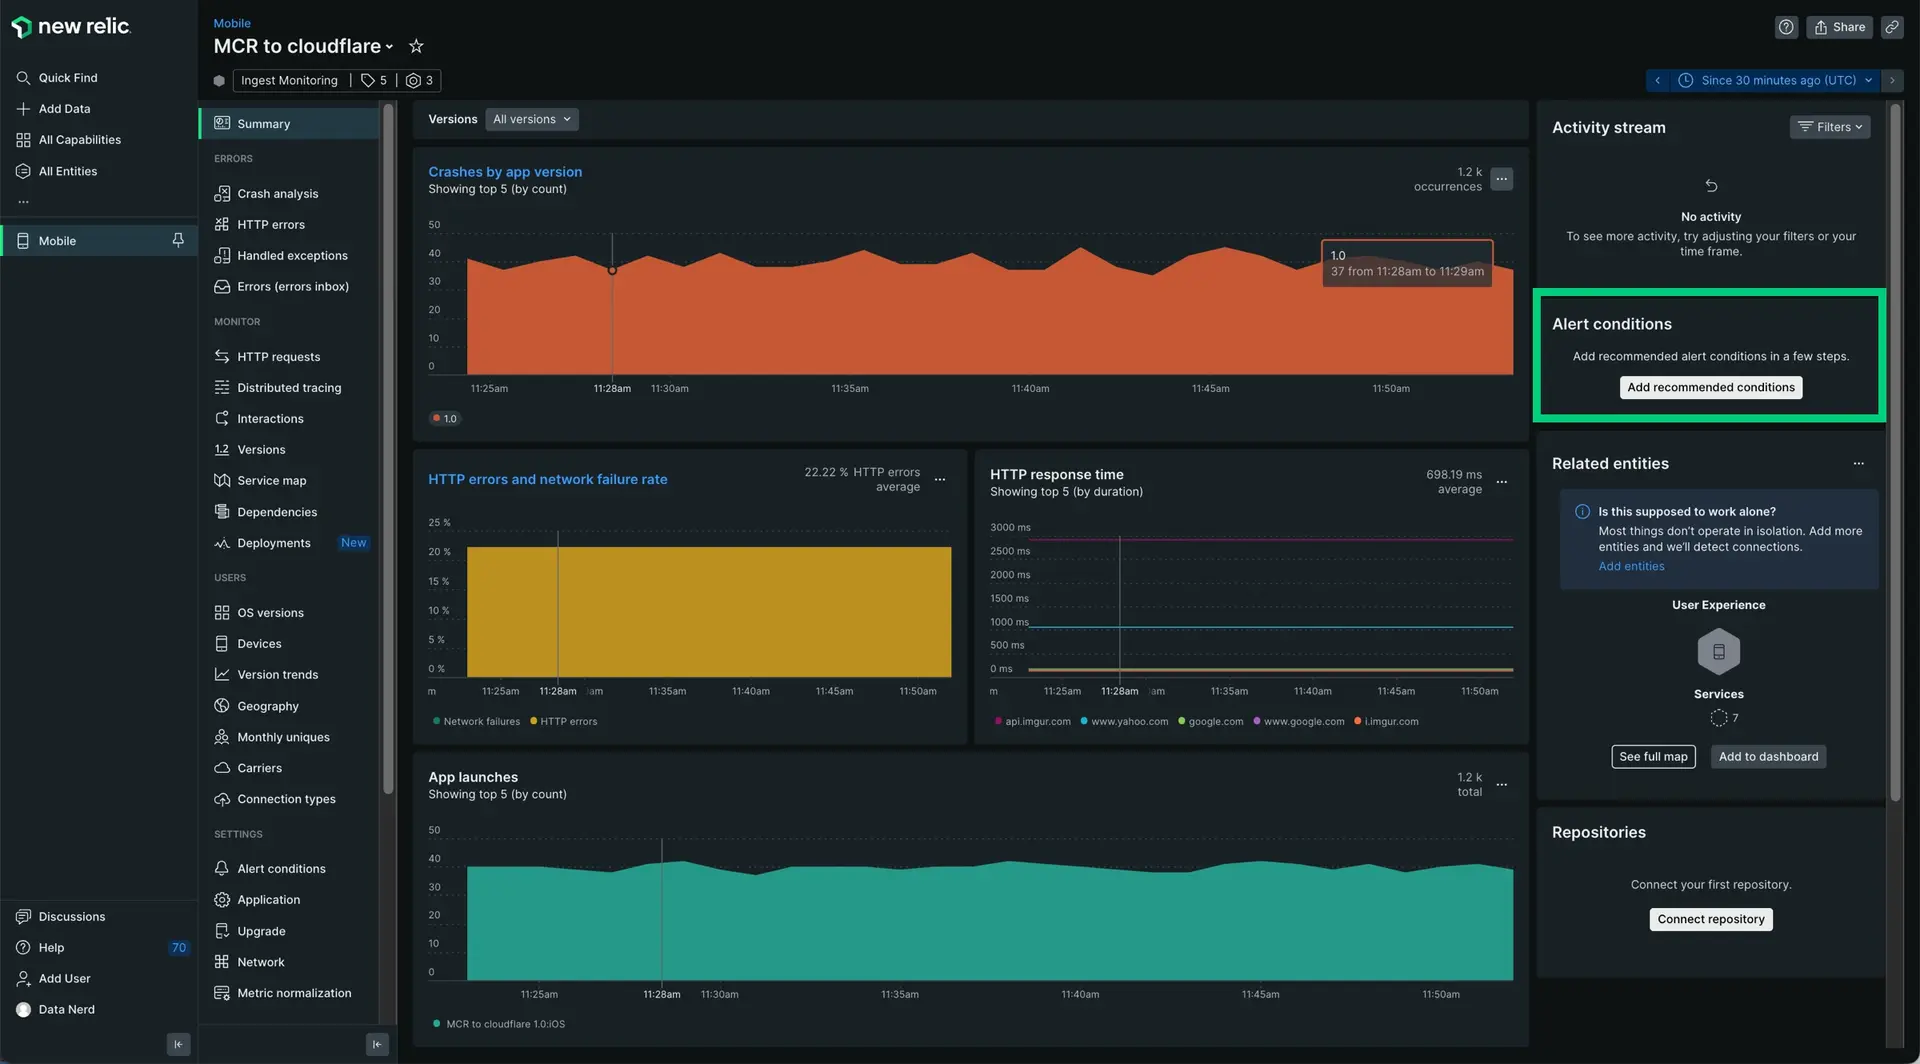 new relic.
Quick Find
Add Data
All Capabilities
All Entities
...
Mobile
Discussions
Help 70
Add User
Data Nerd
Mobile
MCR to cloudflare
Ingest Monitoring | 5 | 3
Share
Since 30 minutes ago (UTC)
Summary
ERRORS
Crash analysis
HTTP errors
Handled exceptions
Errors (errors inbox)
MONITOR
HTTP requests
Distributed tracing
Interactions
1.2 Versions
Service map
Dependencies
Deployments New
USERS
OS versions
Devices
Version trends
Geography
Monthly uniques
Carriers
Connection types
SETTINGS
Alert conditions
Application
Upgrade
Network
Metric normalization
Versions All versions
Crashes by app version
Showing top 5 (by count)
1.2 k
occurrences
50
40
30
20
10
0
1.0
37 from 11:28am to 11:29am
11:25am 11:28am 11:30am 11:35am 11:40am 11:45am 11:50am
1.0
HTTP errors and network failure rate
22.22 % HTTP errors
average
25 %
20 %
15 %
10 %
5 %
0 %
m 11:25am 11:28am am 11:35am 11:40am 11:45am 11:50am
Network failures HTTP errors
HTTP response time
Showing top 5 (by duration)
698.19 ms
average
3000 ms
2500 ms
2000 ms
1500 ms
1000 ms
500 ms
0 ms
m 11:25am 11:28am am 11:35am 11:40am 11:45am 11:50am
api.imgur.com www.yahoo.com google.com www.google.com i.imgur.com
App launches
Showing top 5 (by count)
1.2 k
total
50
40
30
20
10
0
11:25am 11:28am 11:30am 11:35am 11:40am 11:45am 11:50am
MCR to cloudflare 1.0:iOS
Activity stream
Filters
No activity
To see more activity, try adjusting your filters or your
time frame.
Alert conditions
Add recommended alert conditions in a few steps.
Add recommended conditions
Related entities
Is this supposed to work alone?
Most things don't operate in isolation. Add more
entities and we'll detect connections.
Add entities
User Experience
Services
7
See full map Add to dashboard
Repositories
Connect your first repository.
Connect repository